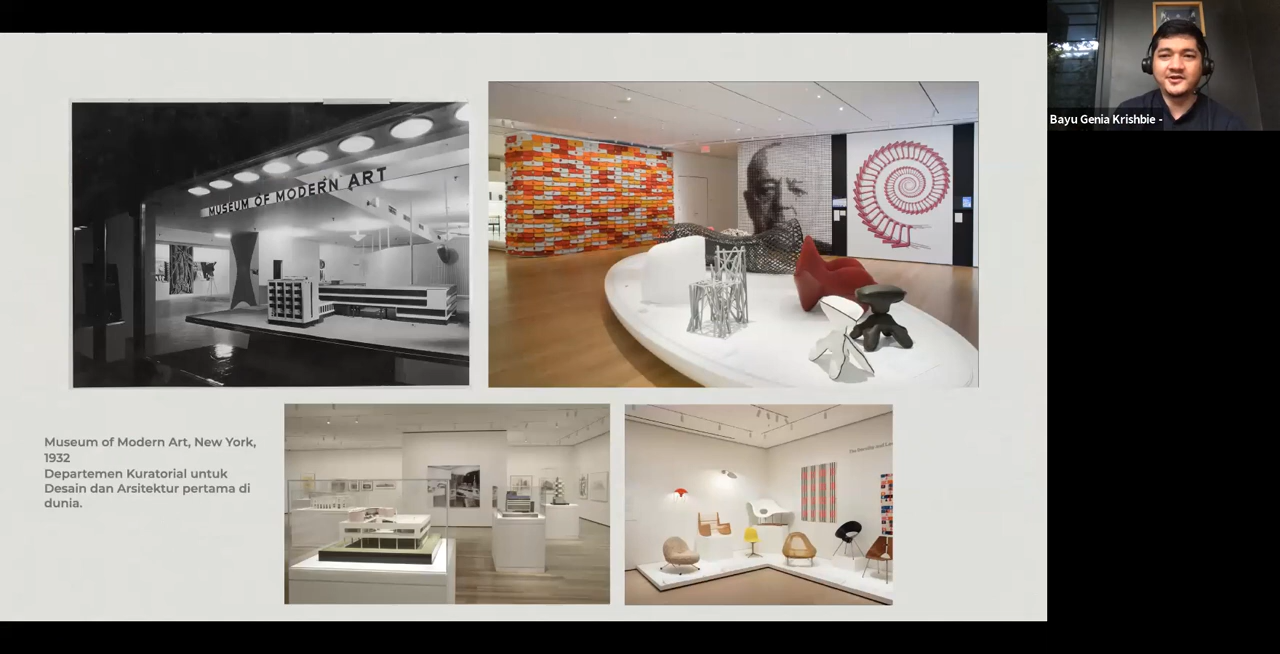 MUSEUM OF MODERN ART
Museum of Modern Art, New York,
1932
Departemen Kuratorial untuk
Desain dan Arsitektur pertama di
dunia.
Bayu Genia Krishbie -